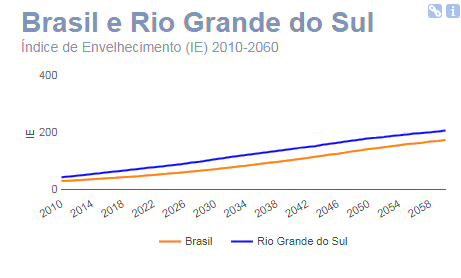 Brasil e Rio Grande do Sul
Índice de Envelhecimento (IE) 2010-2060
400
200
0
IE
2010 2014 2018 2022 2026 2030 2034 2038 2042 2046 2050 2054 2058
Brasil Rio Grande do Sul